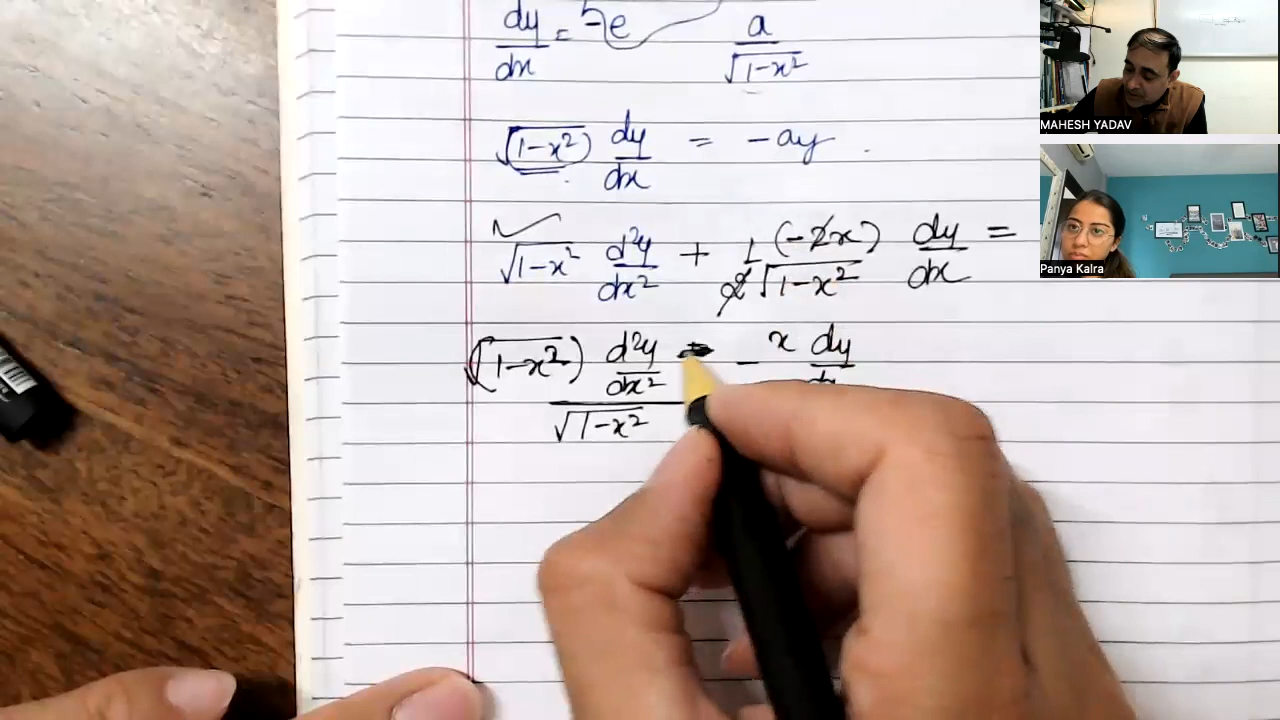 dy/dx = -e a/√(1-x²)
√(1-x²) dy/dx = -ay
√1-x² d²y/dx² + 1(-2x)/2√1-x² dy/dx =
√(1-x²) d²y/dx² - x dy/dx
√1-x²
MAHESH YADAV
Panya Kalra